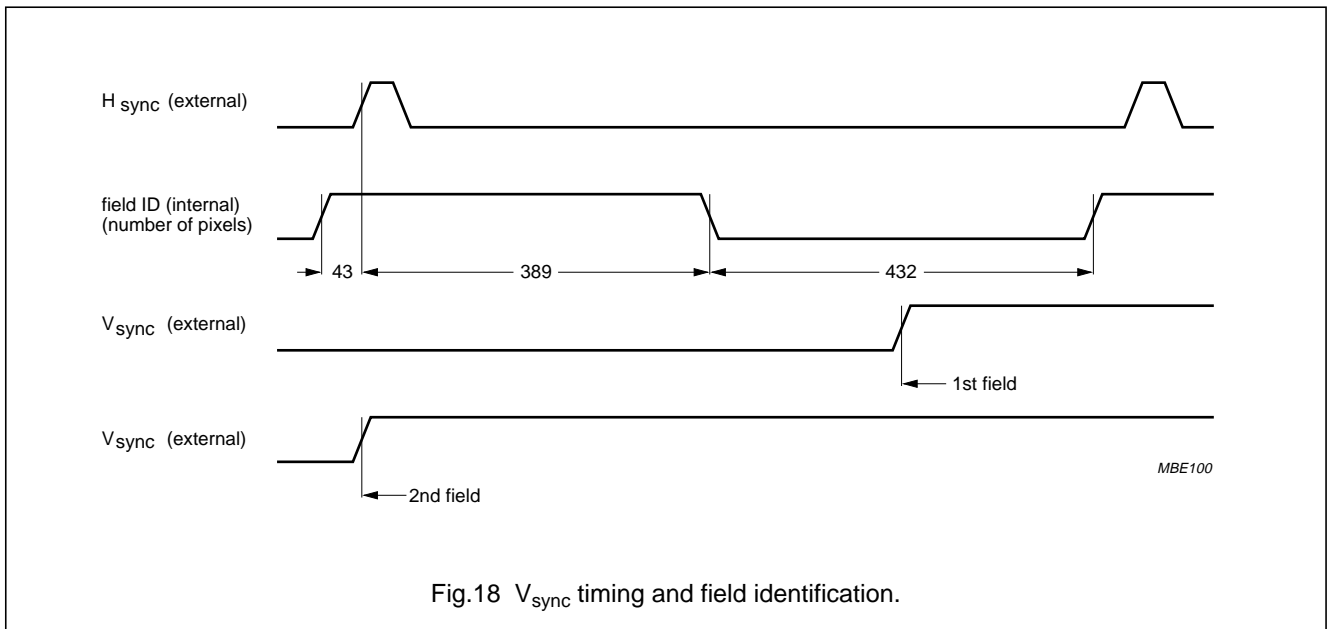 H sync (external)
field ID (internal)
(number of pixels)
43
389
432
Vsync (external)
1st field
Vsync (external)
MBE100
2nd field
Fig.18 Vsync timing and field identification.